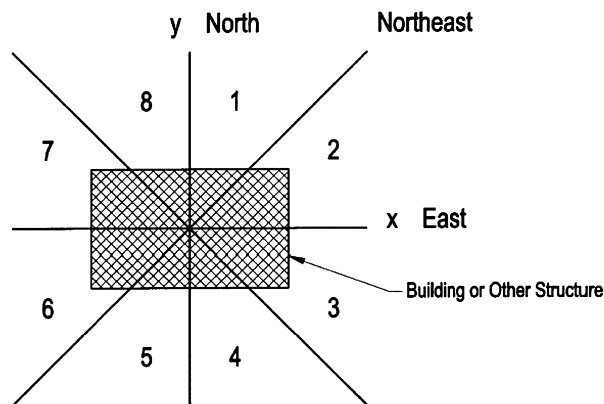 y North Northeast
8 1
7 2
x East
Building or Other Structure
6 3
5 4